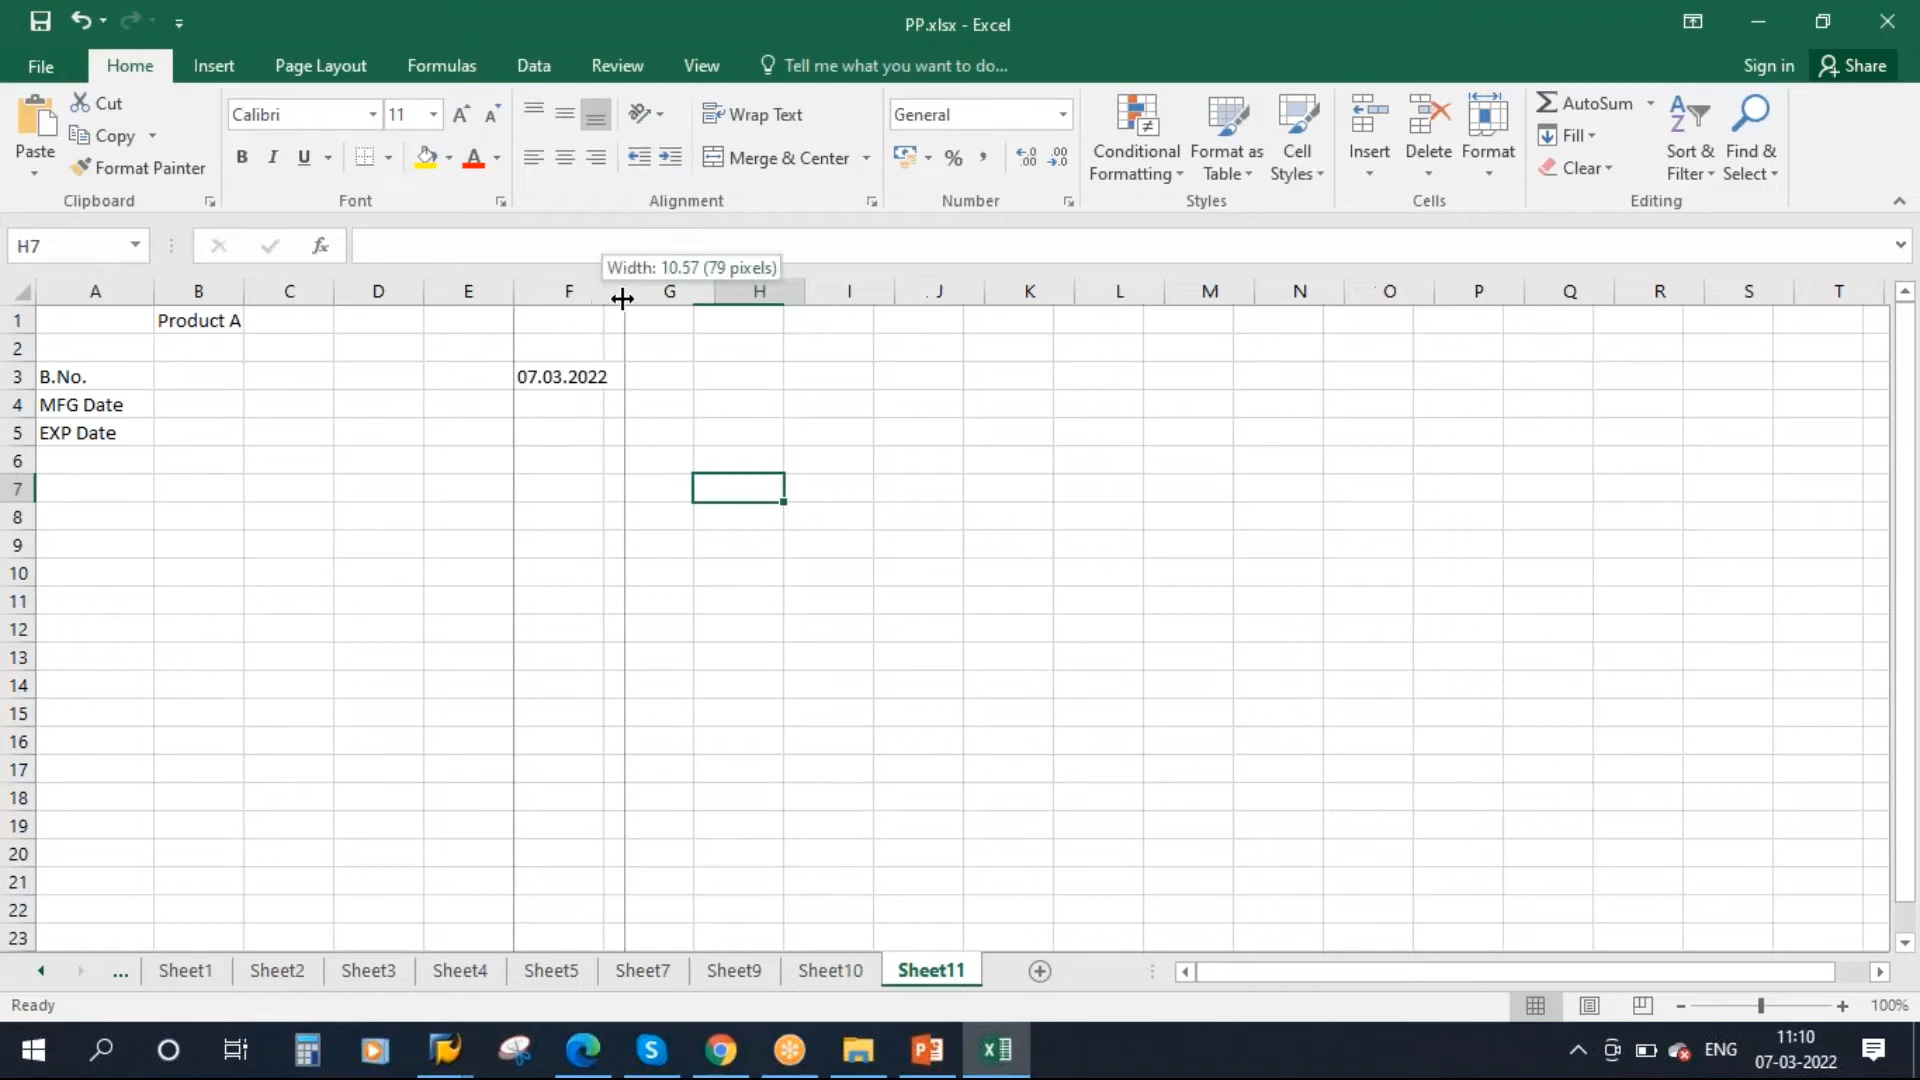 PP.xlsx - Excel
File Home Insert Page Layout Formulas Data Review View Tell me what you want to do... Sign in Share
Paste Cut Copy Format Painter Clipboard
Calibri 11 A A B I U A Font
Wrap Text Merge & Center Alignment
General % , Number
Conditional Formatting Format as Table Cell Styles Styles
Insert Delete Format Cells
AutoSum Fill Clear Sort & Filter Find & Select Editing
H7 fx
Width: 10.57 (79 pixels)
A B C D E F G H I J K L M N O P Q R S T
1 Product A
2
3 B.No. 07.03.2022
4 MFG Date
5 EXP Date
6
7
8
9
10
11
12
13
14
15
16
17
18
19
20
21
22
23
... Sheet1 Sheet2 Sheet3 Sheet4 Sheet5 Sheet7 Sheet9 Sheet10 Sheet11
Ready 100%
ENG 11:10
07-03-2022